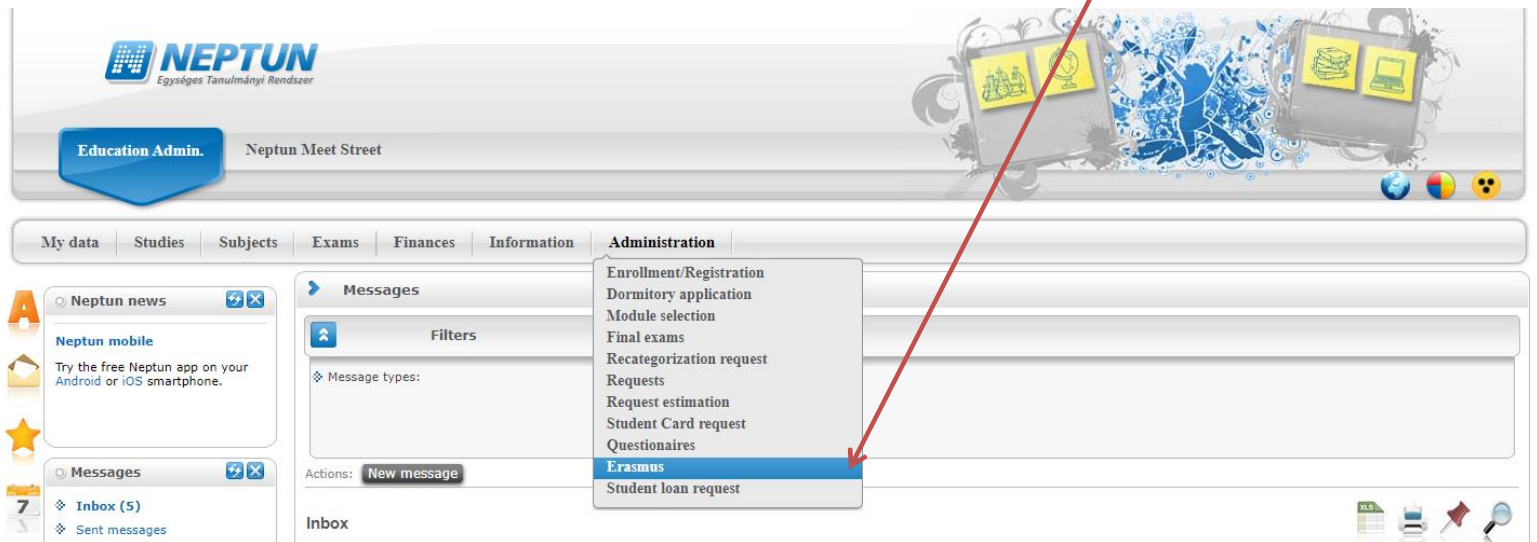 NEPTUN
Egységes Tanulmányi Rendszer
Education Admin. Neptun Meet Street
My data Studies Subjects Exams Finances Information Administration
Enrollment/Registration
Dormitory application
Module selection
Final exams
Recategorization request
Requests
Request estimation
Student Card request
Questionaires
Erasmus
Student loan request
Neptun news
Neptun mobile
Try the free Neptun app on your
Android or iOS smartphone.
Messages
Inbox (5)
Sent messages
7
Messages
Filters
Message types:
Actions: New message
Inbox
XLS